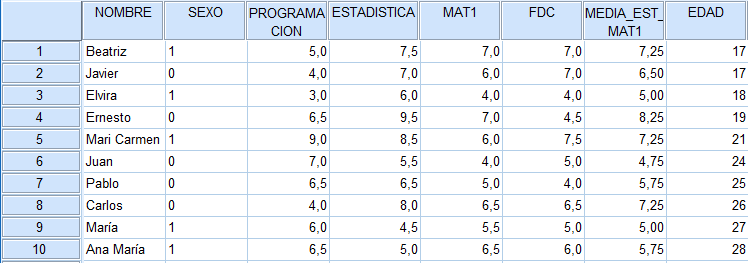 NOMBRE SEXO PROGRAMACION ESTADISTICA MAT1 FDC MEDIA_EST_MAT1 EDAD
1 Beatriz 1 5,0 7,5 7,0 7,0 7,25 17
2 Javier 0 4,0 7,0 6,0 7,0 6,50 17
3 Elvira 1 3,0 6,0 4,0 4,0 5,00 18
4 Ernesto 0 6,5 9,5 7,0 4,5 8,25 19
5 Mari Carmen 1 9,0 8,5 6,0 7,5 7,25 21
6 Juan 0 7,0 5,5 4,0 5,0 4,75 24
7 Pablo 0 6,5 6,5 5,0 4,0 5,75 25
8 Carlos 0 4,0 8,0 6,5 6,5 7,25 26
9 María 1 6,0 4,5 5,5 5,0 5,00 27
10 Ana María 1 6,5 5,0 6,5 6,0 5,75 28